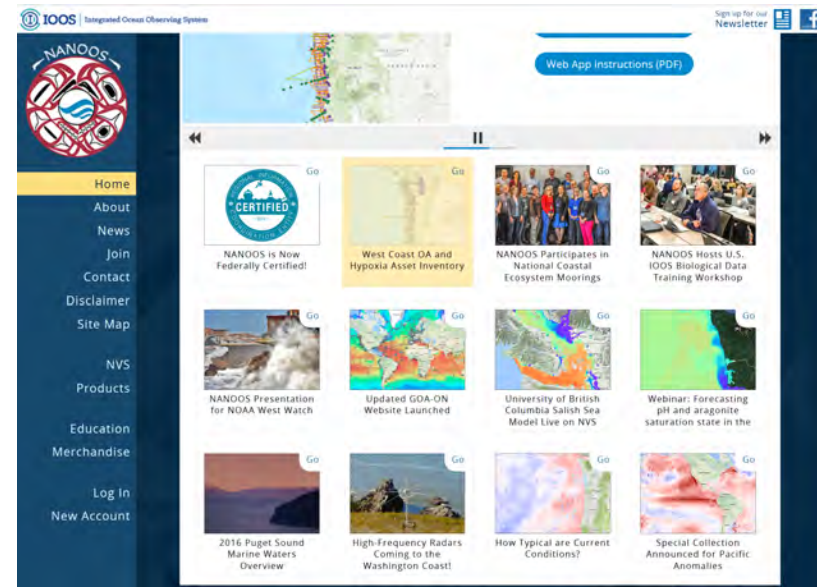 IOOS Integrated Ocean Observing System
Sign up for our
Newsletter
f
NANOOS
Web App Instructions (PDF)
Home
About
News
Join
Contact
Disclaimer
Site Map
NVS
Products
Education
Merchandise
Log In
New Account
Go
CERTIFIED
NANOOS is Now
Federally Certified!
Go
West Coast OA and
Hypoxia Asset Inventory
Go
NANOOS Participates in
National Coastal
Ecosystem Moorings
Go
NANOOS Hosts U.S.
IOOS Biological Data
Training Workshop
Go
NANOOS Presentation
for NOAA West Watch
Go
Updated GOA-ON
Website Launched
Go
University of British
Columbia Salish Sea
Model Live on NVS
Go
Webinar: Forecasting
pH and aragonite
saturation state in the
Go
2016 Puget Sound
Marine Waters
Overview
Go
High-Frequency Radars
Coming to the
Washington Coast!
Go
How Typical are Current
Conditions?
Go
Special Collection
Announced for Pacific
Anomalies